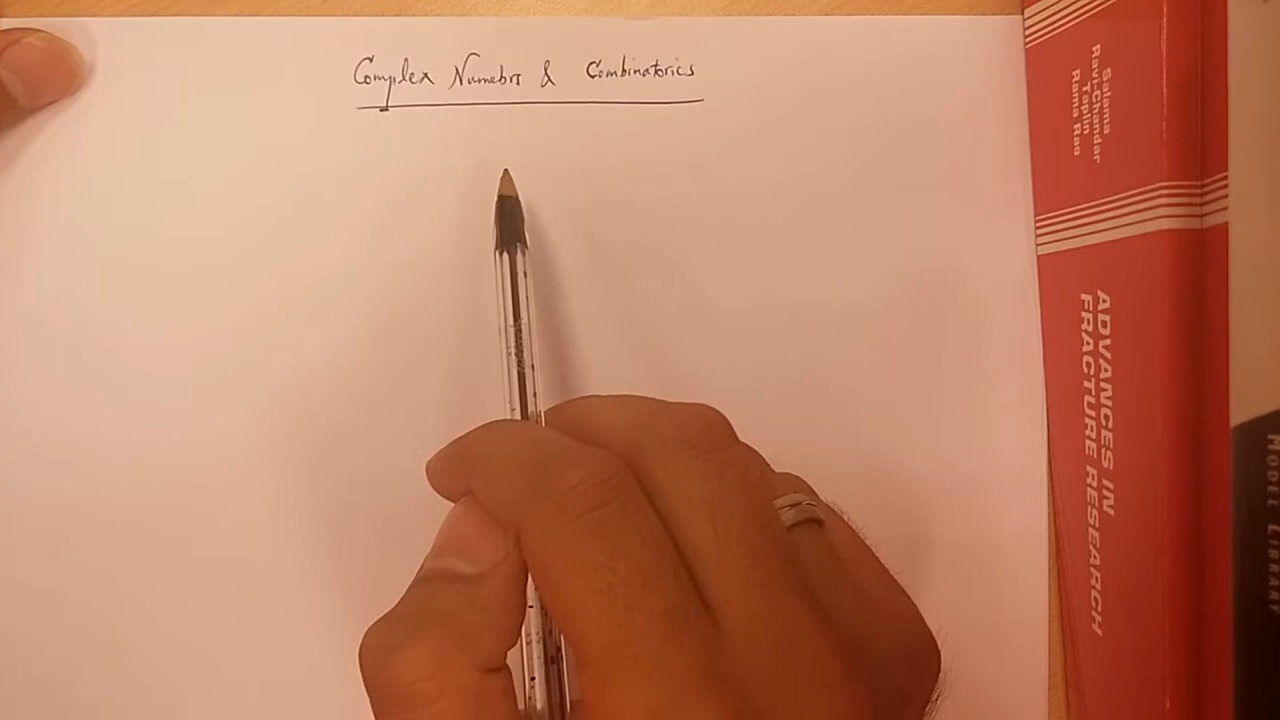 Complex Numebrs & Combinatorics
Salama
Ravi-Chandar
Taplin
Rama Rao
ADVANCES IN
FRACTURE RESEARCH
MODEL LIBRARY